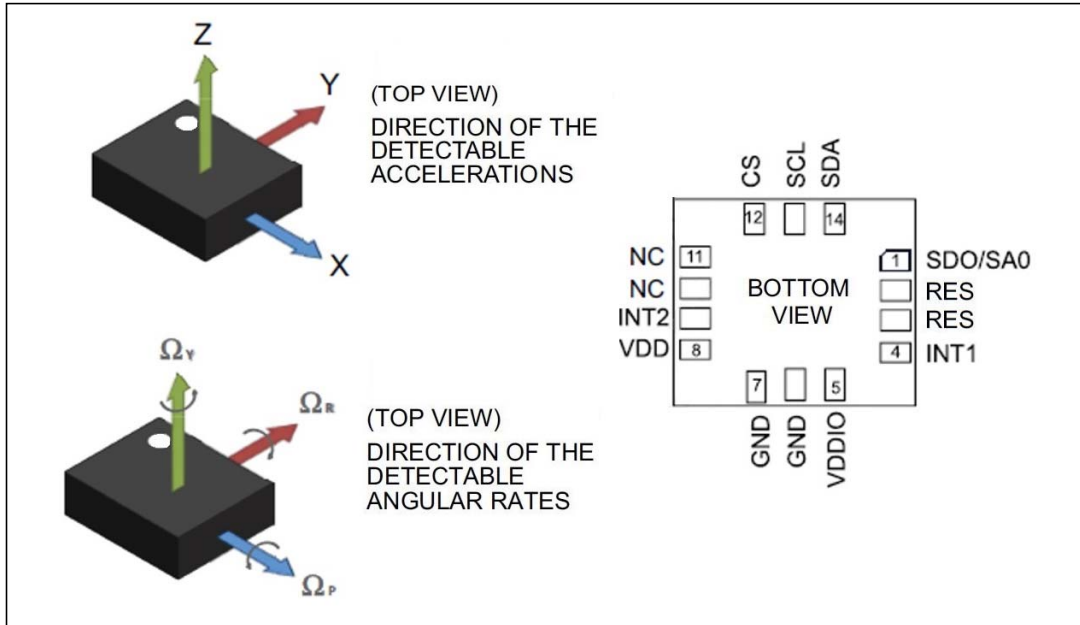 Z
Y
(TOP VIEW)
DIRECTION OF THE
DETECTABLE
ACCELERATIONS
X
ΩY
ΩR
(TOP VIEW)
DIRECTION OF THE
DETECTABLE
ANGULAR RATES
ΩP
CS
SCL
SDA
12
14
NC
11
1
SDO/SA0
NC
RES
INT2
RES
VDD
8
4
INT1
BOTTOM
VIEW
7
5
GND
GND
VDDIO